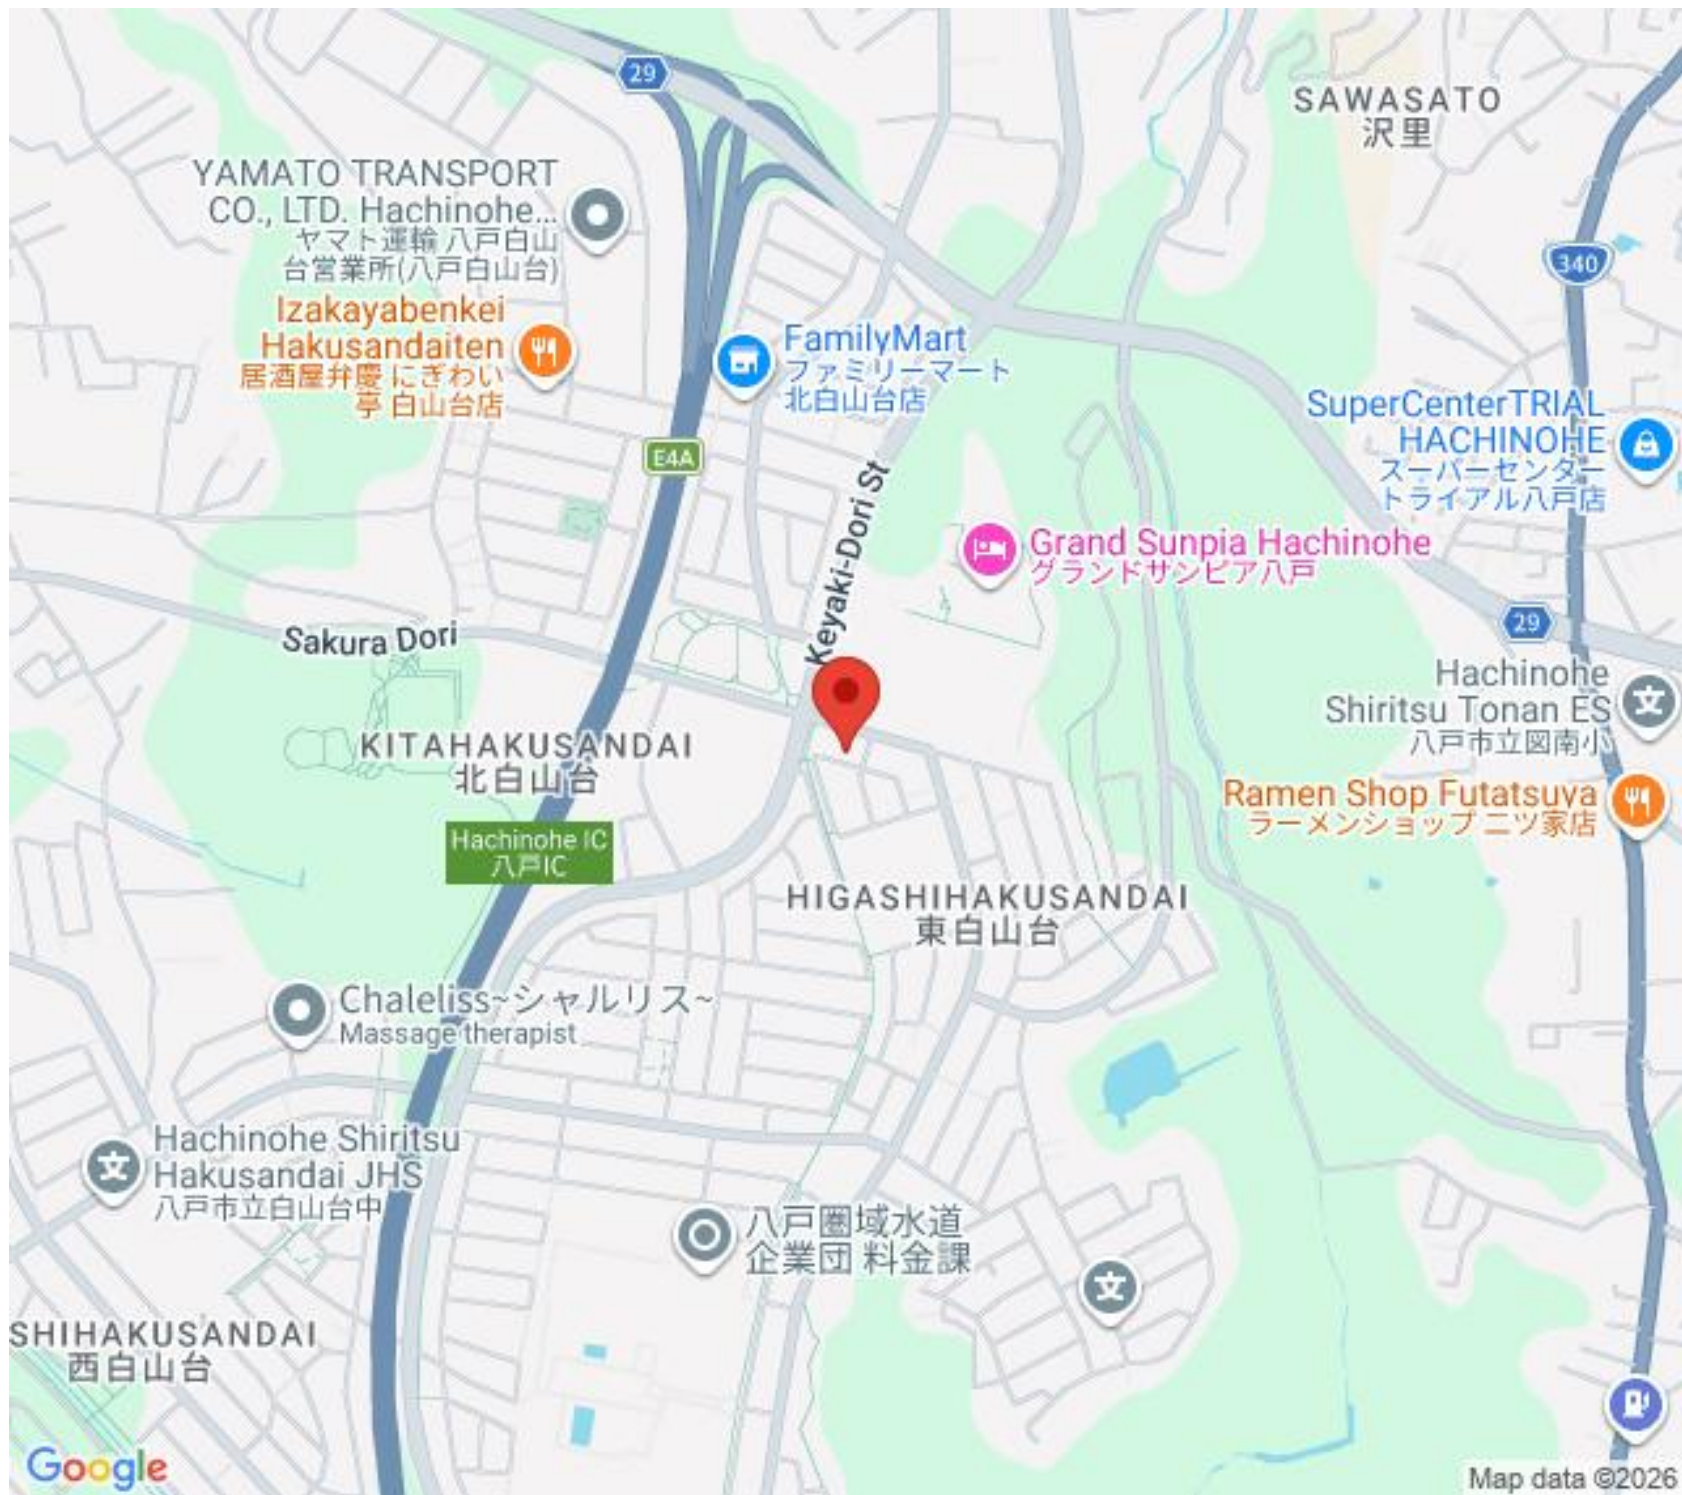 29
SAWASATO
沢里
YAMATO TRANSPORT
CO., LTD. Hachinohe...
ヤマト運輸 八戸白山
台営業所(八戸白山台)
340
Izakayabenkei
Hakusandaiten
居酒屋弁慶 にぎわい
亭 白山台店
FamilyMart
ファミリーマート
北白山台店
SuperCenterTRIAL
HACHINOHE
スーパーセンター
トライアル八戸店
E4A
Keyaki-Dori St
Grand Sunpia Hachinohe
グランドサンピア八戸
29
Sakura Dori
Hachinohe
Shiritsu Tonan ES
八戸市立図南小
文
KITAHAKUSANDAI
北白山台
Ramen Shop Futatsuya
ラーメンショップ 二ツ家店
Hachinohe IC
八戸IC
HIGASHIHAKUSANDAI
東白山台
Chaleliss~シャルリス~
Massage therapist
Hachinohe Shiritsu
Hakusandai JHS
八戸市立白山台中
文
八戸圏域水道
企業団 料金課
文
SHIHAKUSANDAI
西白山台
Google
Map data ©2026